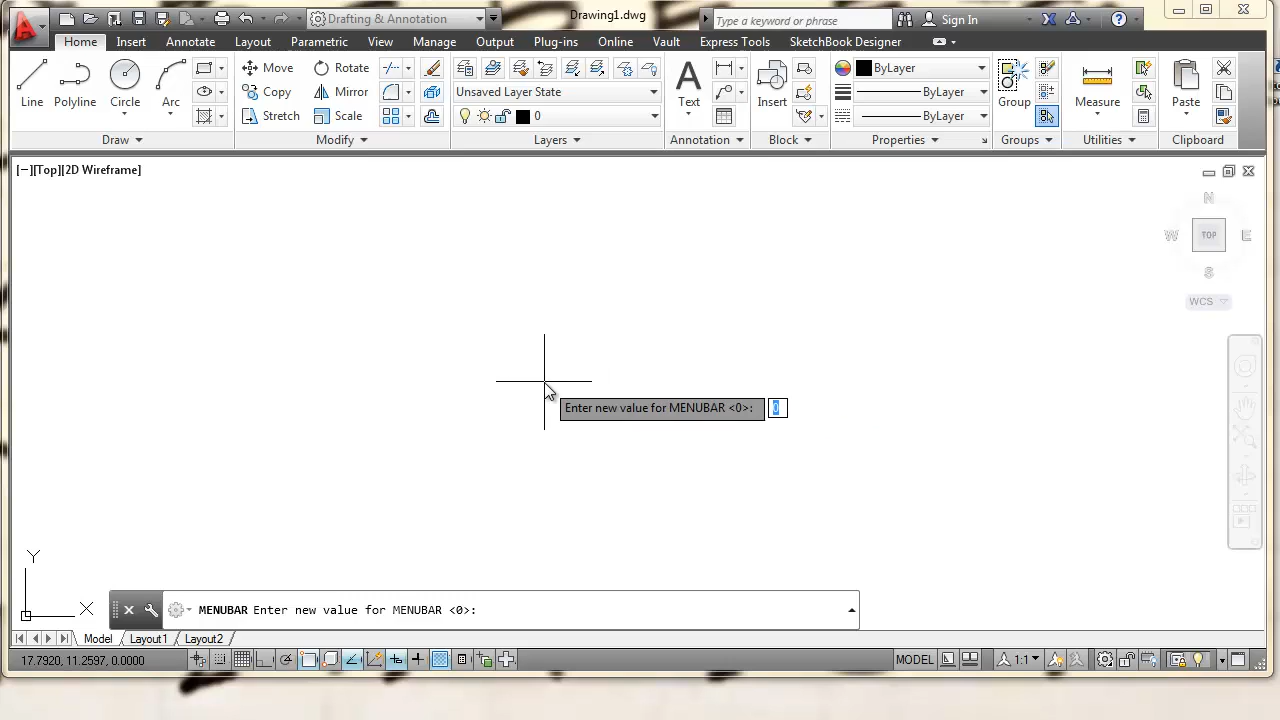 Drafting & Annotation
Drawing1.dwg
Type a keyword or phrase
Sign In
Home
Insert
Annotate
Layout
Parametric
View
Manage
Output
Plug-ins
Online
Vault
Express Tools
SketchBook Designer
Line
Polyline
Circle
Arc
Draw
Move
Rotate
Copy
Mirror
Stretch
Scale
Modify
Unsaved Layer State
0
Layers
A
Text
Annotation
Insert
Block
ByLayer
ByLayer
ByLayer
Properties
Group
Groups
Measure
Utilities
Paste
Clipboard
[−][Top][2D Wireframe]
N
W
TOP
E
S
WCS
Enter new value for MENUBAR <0>: 0
Y
X
MENUBAR Enter new value for MENUBAR <0>:
Model
Layout1
Layout2
17.7920, 11.2597, 0.0000
MODEL
1:1